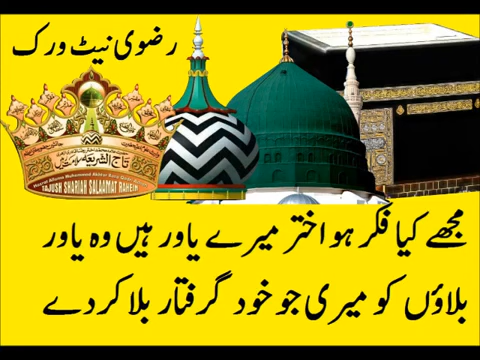 رضوی نیٹ ورک
تاج الشریعہ
TAJUSH SHARIAH SALAAMAT RAHEIN
مجھے کیا فکر ہو اختر میرے یاور ہیں وہ یاور
بلاؤں کو میری جو خود گرفتار بلا کردے